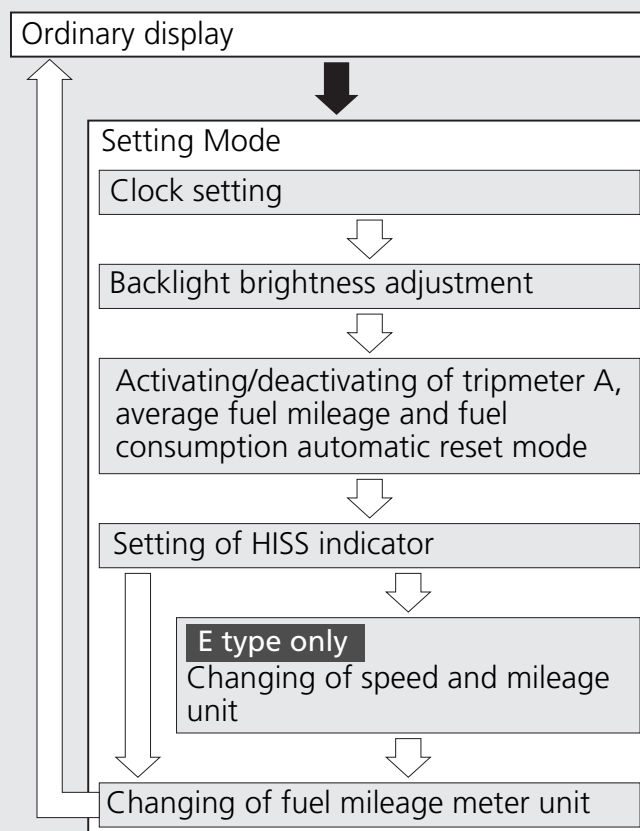 Ordinary display
Setting Mode
Clock setting
Backlight brightness adjustment
Activating/deactivating of tripmeter A,
average fuel mileage and fuel
consumption automatic reset mode
Setting of HISS indicator
E type only
Changing of speed and mileage
unit
Changing of fuel mileage meter unit